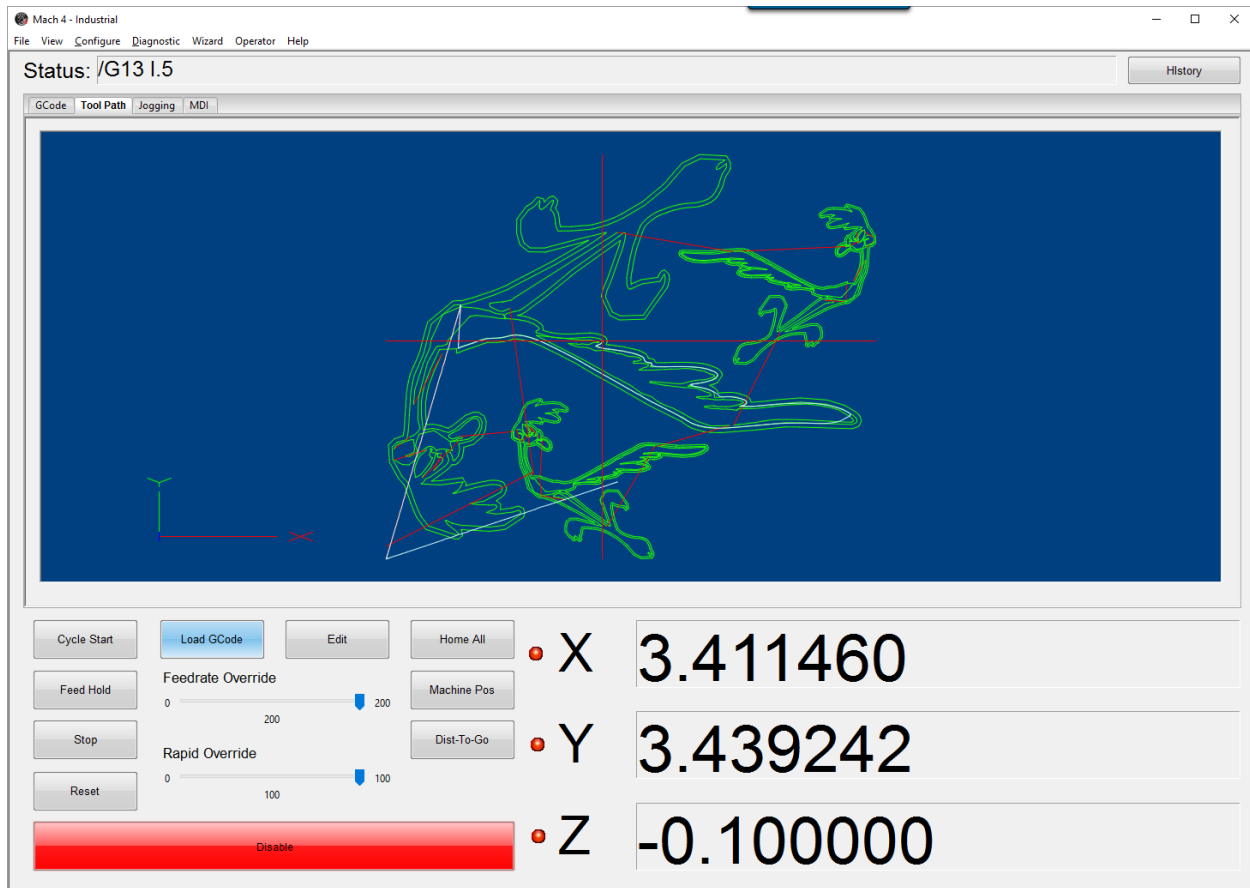 Mach 4 - Industrial
File View Configure Diagnostic Wizard Operator Help
Status: /G13 I.5 HIstory
GCode Tool Path Jogging MDI
Y
X
Cycle Start Load GCode Edit Home All X 3.411460
Feed Hold Feedrate Override Machine Pos
0 200
200
Stop Dist-To-Go Y 3.439242
Rapid Override
0 100
Reset 100
Disable Z -0.100000